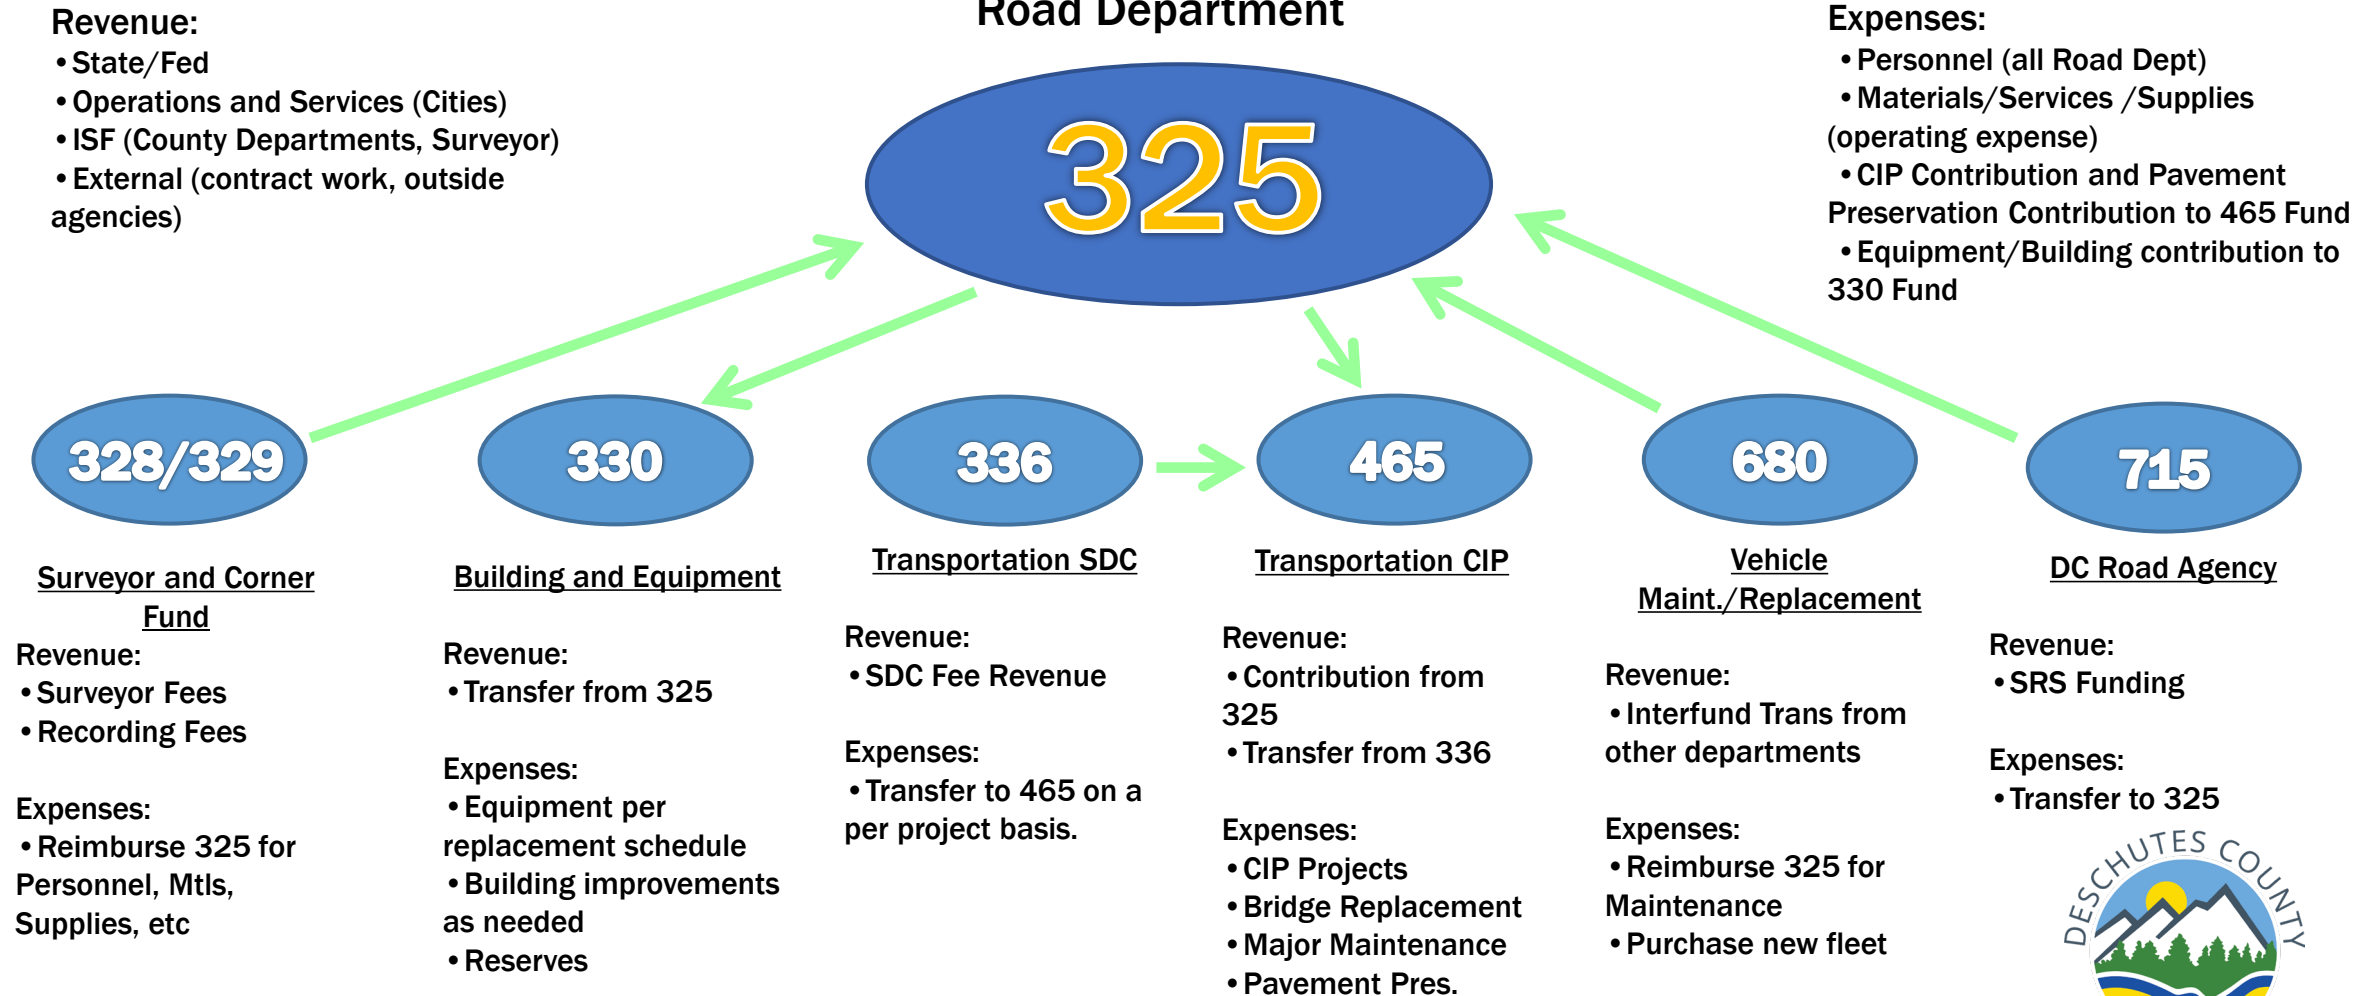 Road Department
Revenue:
•State/Fed
•Operations and Services (Cities)
•ISF (County Departments, Surveyor)
•External (contract work, outside
agencies)
325
Expenses:
•Personnel (all Road Dept)
•Materials/Services /Supplies
(operating expense)
•CIP Contribution and Pavement
Preservation Contribution to 465 Fund
•Equipment/Building contribution to
330 Fund
328/329
Surveyor and Corner
Fund
Revenue:
•Surveyor Fees
•Recording Fees
Expenses:
•Reimburse 325 for
Personnel, Mtls,
Supplies, etc
330
Building and Equipment
Revenue:
•Transfer from 325
Expenses:
•Equipment per
replacement schedule
•Building improvements
as needed
•Reserves
336
Transportation SDC
Revenue:
•SDC Fee Revenue
Expenses:
•Transfer to 465 on a
per project basis.
465
Transportation CIP
Revenue:
•Contribution from
325
•Transfer from 336
Expenses:
•CIP Projects
•Bridge Replacement
•Major Maintenance
•Pavement Pres.
680
Vehicle
Maint./Replacement
Revenue:
•Interfund Trans from
other departments
Expenses:
•Reimburse 325 for
Maintenance
•Purchase new fleet
715
DC Road Agency
Revenue:
•SRS Funding
Expenses:
•Transfer to 325
DESCHUTES COUNTY